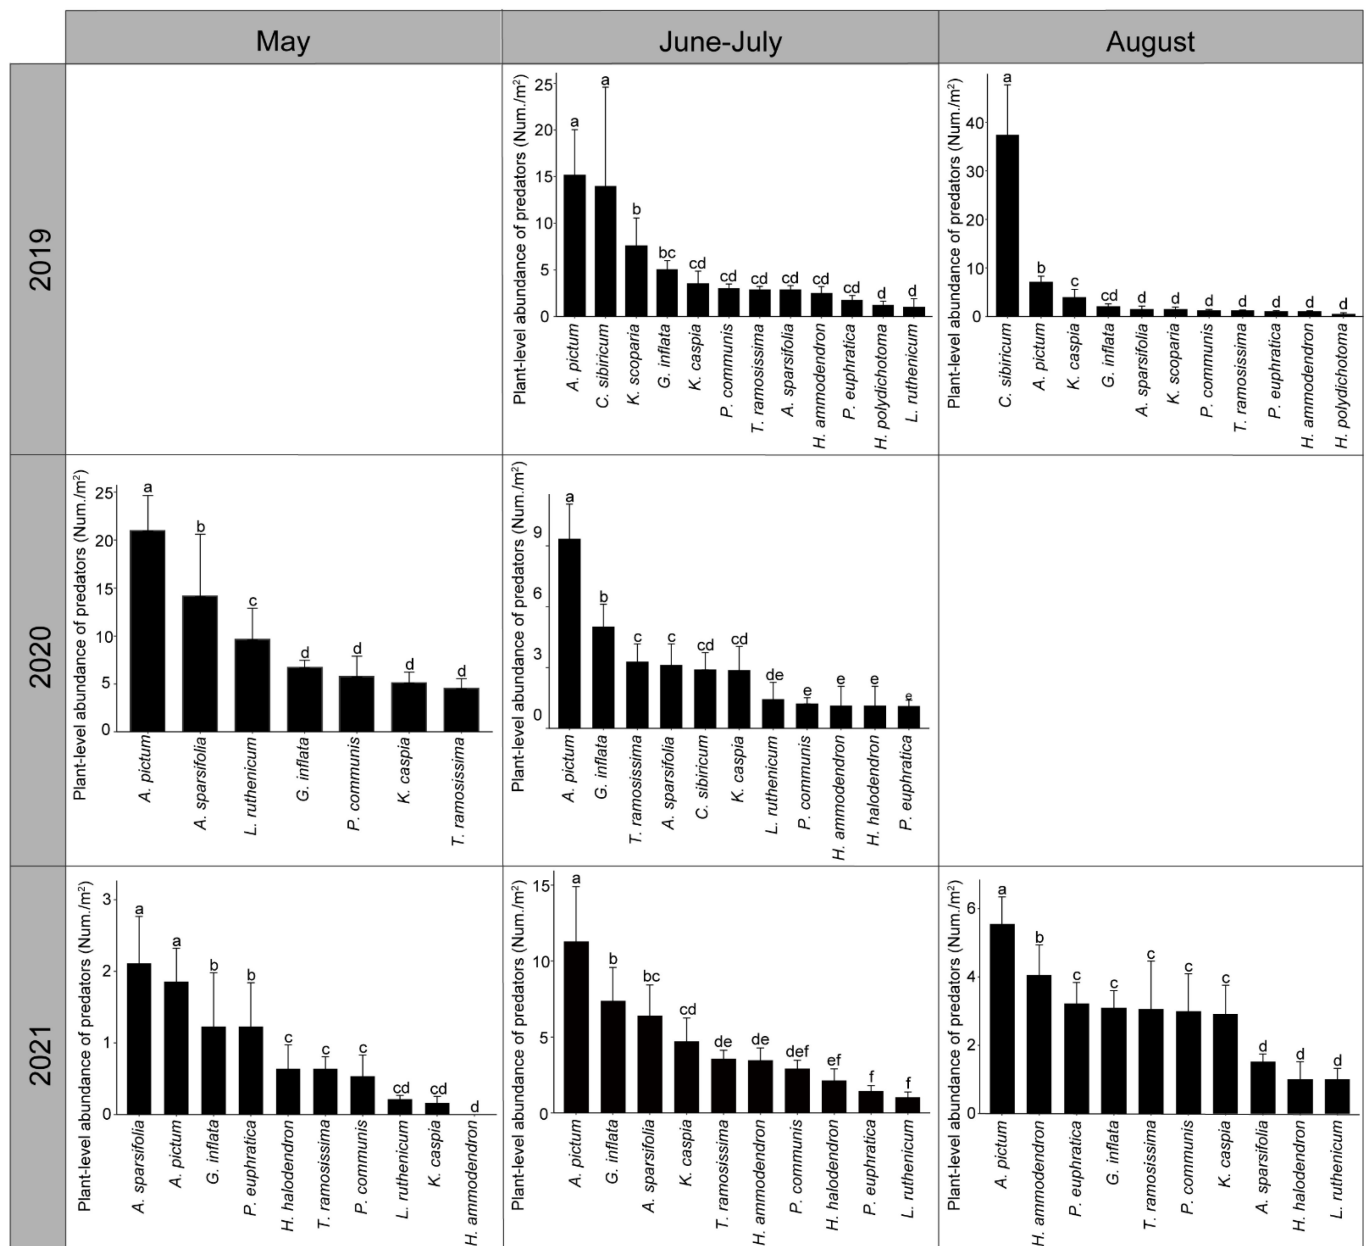 May
June-July
August
2019
Plant-level abundance of predators (Num./m²)
25
20
15
10
5
0
a
a
b
bc
cd
cd
cd
cd
cd
cd
d
d
A. pictum
C. sibiricum
K. scoparia
G. inflata
K. caspia
P. communis
T. ramosissima
A. sparsifolia
H. ammodendron
P. euphratica
H. polydichotoma
L. ruthenicum
Plant-level abundance of predators (Num./m²)
40
30
20
10
0
a
b
c
cd
d
d
d
d
d
d
d
C. sibiricum
A. pictum
K. caspia
G. inflata
A. sparsifolia
K. scoparia
P. communis
T. ramosissima
P. euphratica
H. ammodendron
H. polydichotoma
2020
Plant-level abundance of predators (Num./m²)
25
20
15
10
5
0
a
b
c
d
d
d
d
A. pictum
A. sparsifolia
L. ruthenicum
G. inflata
P. communis
K. caspia
T. ramosissima
Plant-level abundance of predators (Num./m²)
9
6
3
0
a
b
c
c
cd
cd
de
e
e
e
e
A. pictum
G. inflata
T. ramosissima
A. sparsifolia
C. sibiricum
K. caspia
L. ruthenicum
P. communis
H. ammodendron
H. halodendron
P. euphratica
2021
Plant-level abundance of predators (Num./m²)
3
2
1
0
a
a
b
b
c
c
c
cd
cd
d
A. sparsifolia
A. pictum
G. inflata
P. euphratica
H. halodendron
T. ramosissima
P. communis
L. ruthenicum
K. caspia
H. ammodendron
Plant-level abundance of predators (Num./m²)
15
10
5
0
a
b
bc
cd
de
de
def
ef
f
f
A. pictum
G. inflata
A. sparsifolia
K. caspia
T. ramosissima
H. ammodendron
P. communis
H. halodendron
P. euphratica
L. ruthenicum
Plant-level abundance of predators (Num./m²)
6
4
2
0
a
b
c
c
c
c
c
d
d
d
A. pictum
H. ammodendron
P. euphratica
G. inflata
T. ramosissima
P. communis
K. caspia
A. sparsifolia
H. halodendron
L. ruthenicum